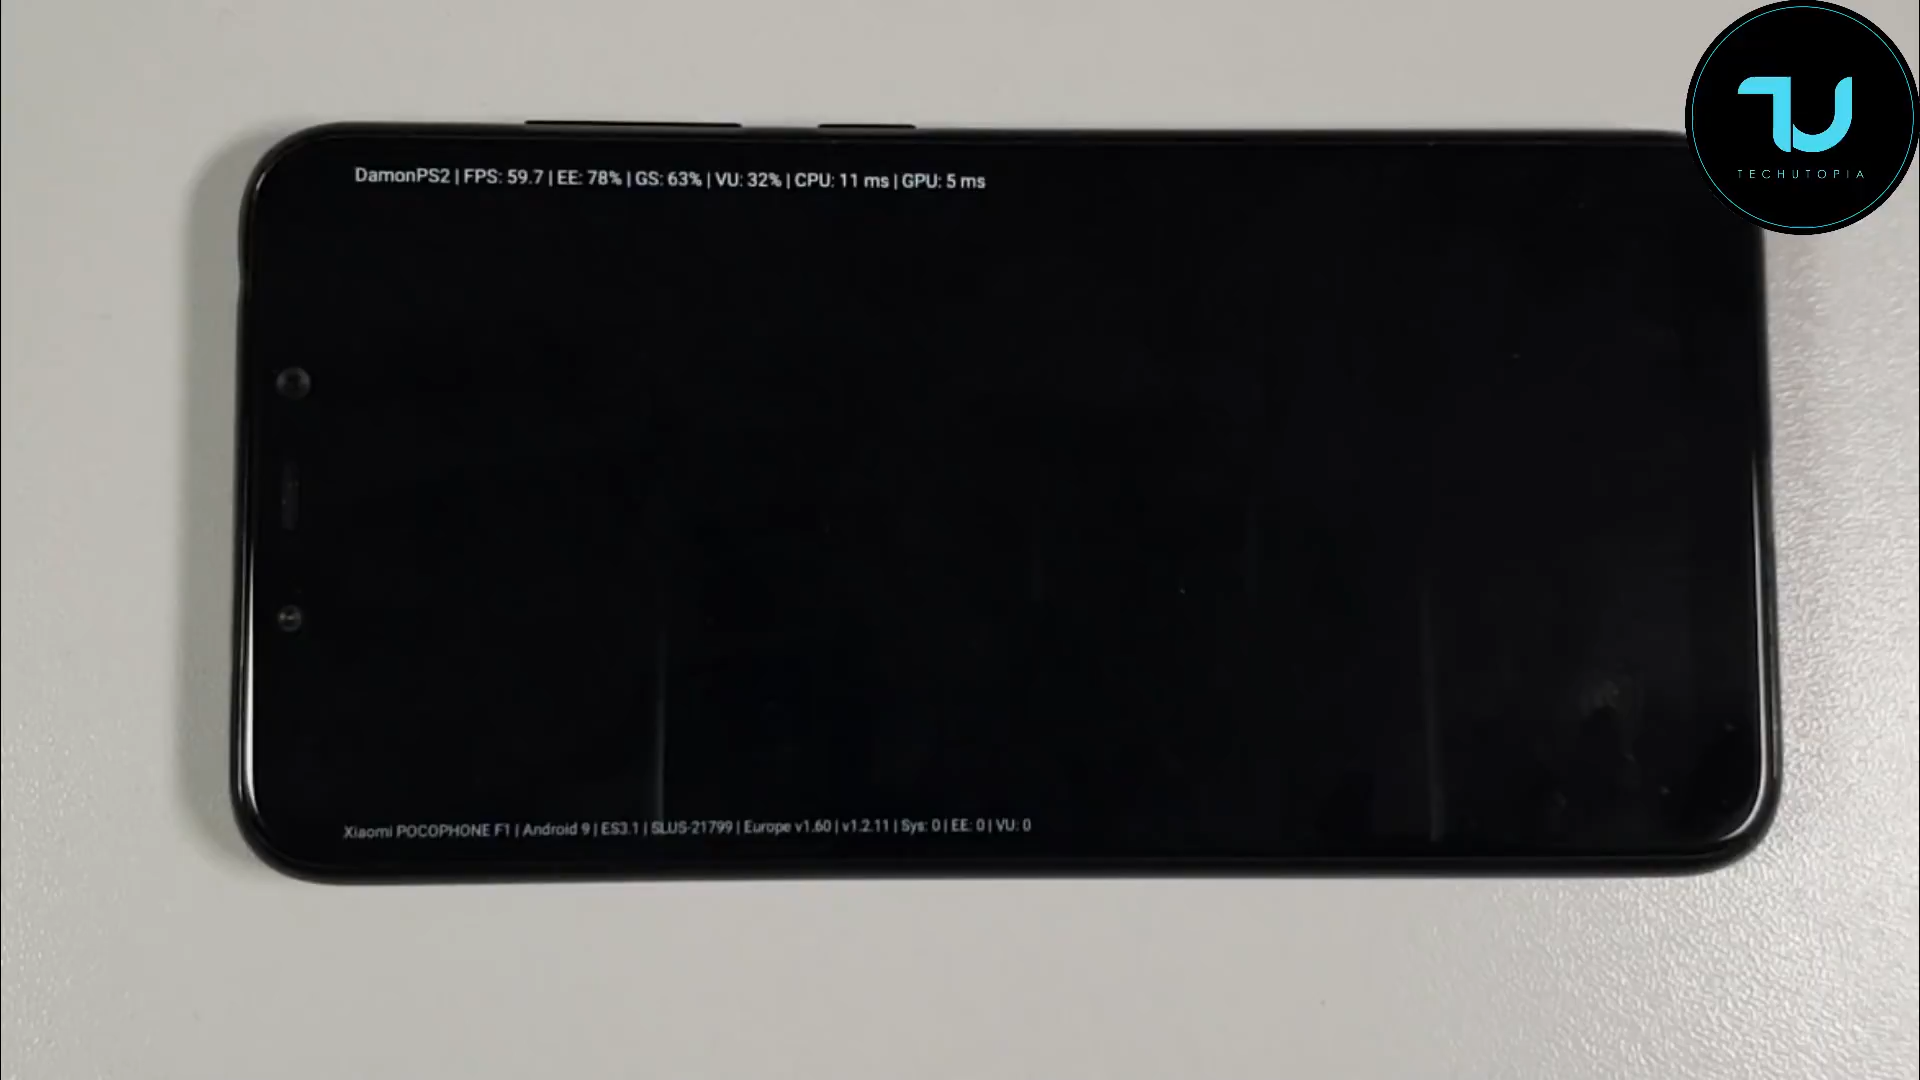 DamonPS2 | FPS: 59.7 | EE: 78% | GS: 63% | VU: 32% | CPU: 11 ms | GPU: 5 ms
TU
TECHUTOPIA
Xiaomi POCOPHONE F1 | Android 9 | ES3.1 | SLUS-21799 | Europe v1.60 | v1.2.11 | Sys: 0 | EE: 0 | VU: 0